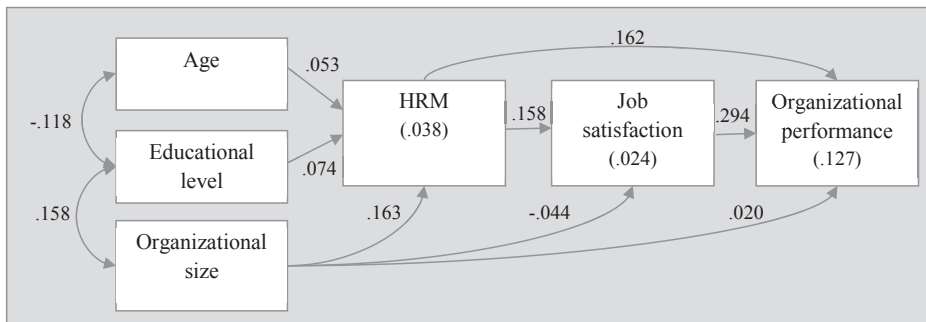 Age
Educational
level
Organizational
size
-.118
.158
.053
.074
.163
HRM
(.038)
.162
.158
Job
satisfaction
(.024)
-.044
.294
Organizational
performance
(.127)
.020